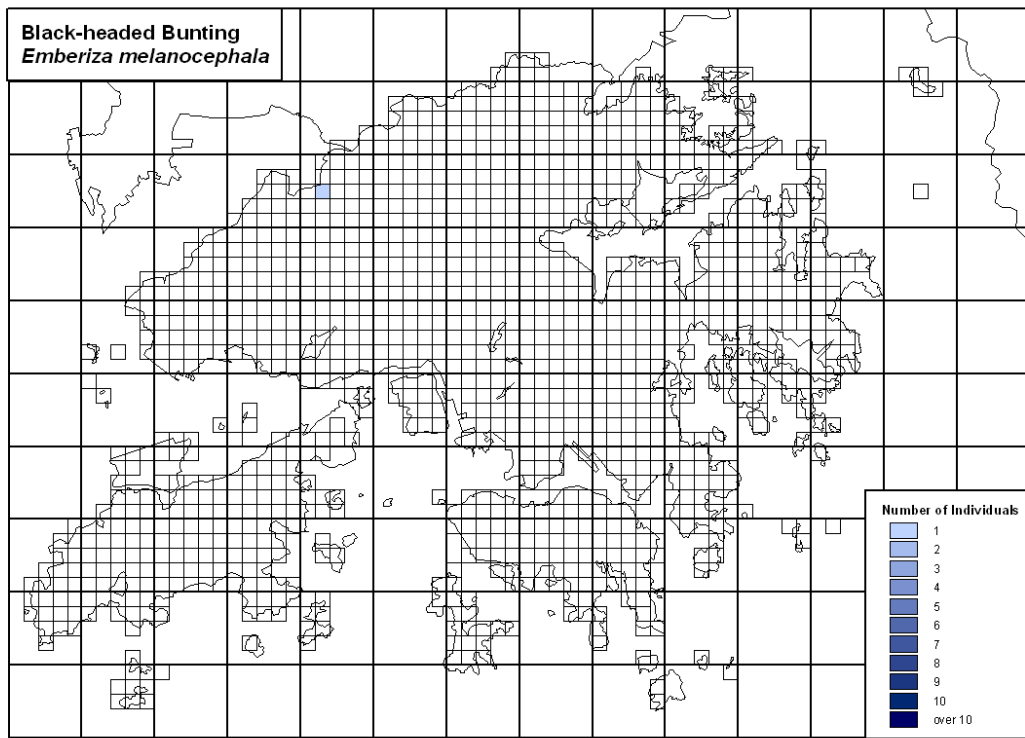 Black-headed Bunting
Emberiza melanocephala
Number of Individuals
1
2
3
4
5
6
7
8
9
10
over 10